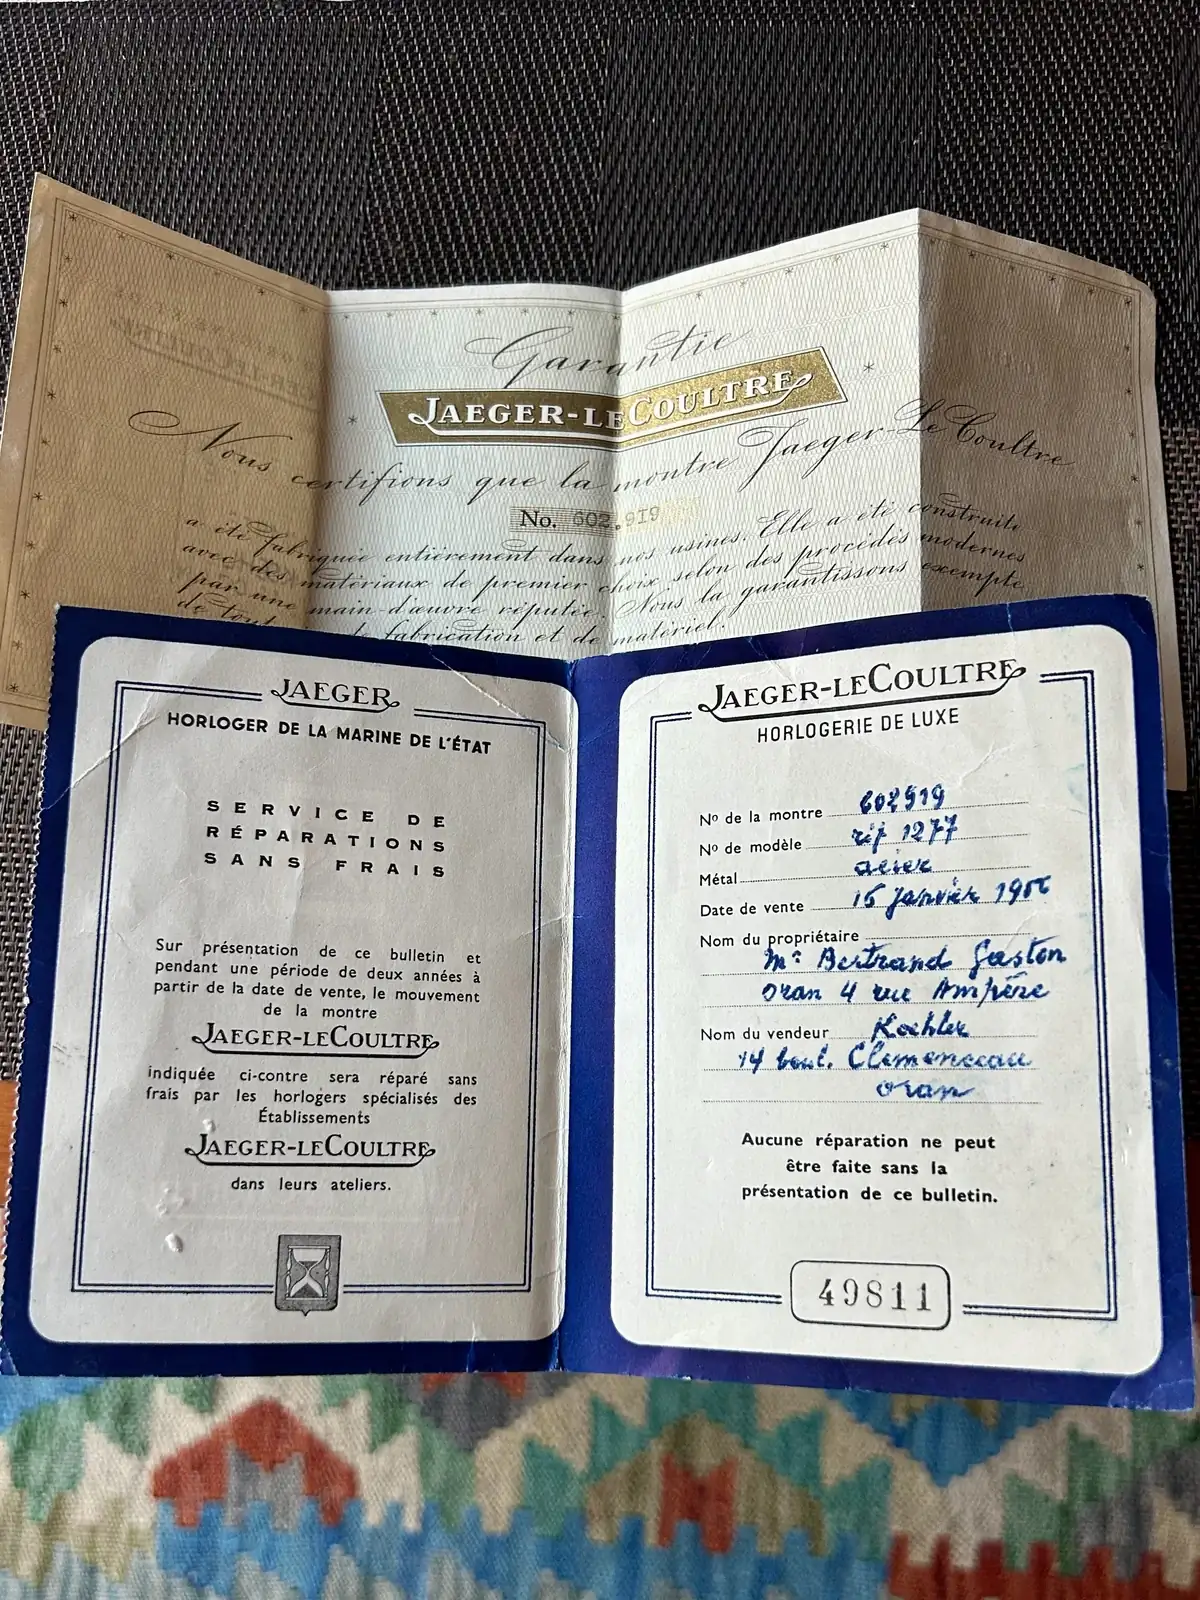 Garantie
JAEGER-LECOULTRE
Nous certifions que la montre Jaeger-Le Coultre
No. 602.919
a été fabriquée entièrement dans nos usines. Elle a été construite
avec des matériaux de premier choix selon des procédés modernes
par une main-d'œuvre réputée. Nous la garantissons exempte
de tout de fabrication et de matériel.
JAEGER
HORLOGER DE LA MARINE DE L'ÉTAT
SERVICE DE
RÉPARATIONS
SANS FRAIS
Sur présentation de ce bulletin et
pendant une période de deux années à
partir de la date de vente, le mouvement
de la montre
JAEGER-LECOULTRE
indiquée ci-contre sera réparé sans
frais par les horlogers spécialisés des
Établissements
JAEGER-LECOULTRE
dans leurs ateliers.
JAEGER-LECOULTRE
HORLOGERIE DE LUXE
Nº de la montre 602919
Nº de modèle 1277
Métal acier
Date de vente 16 Janvier
Nom du propriétaire
Mr Bertrand Gaston
Oran 4 rue Ampère
Nom du vendeur Kochler
14 boul. Clemenceau
Oran
Aucune réparation ne peut
être faite sans la
présentation de ce bulletin.
49811